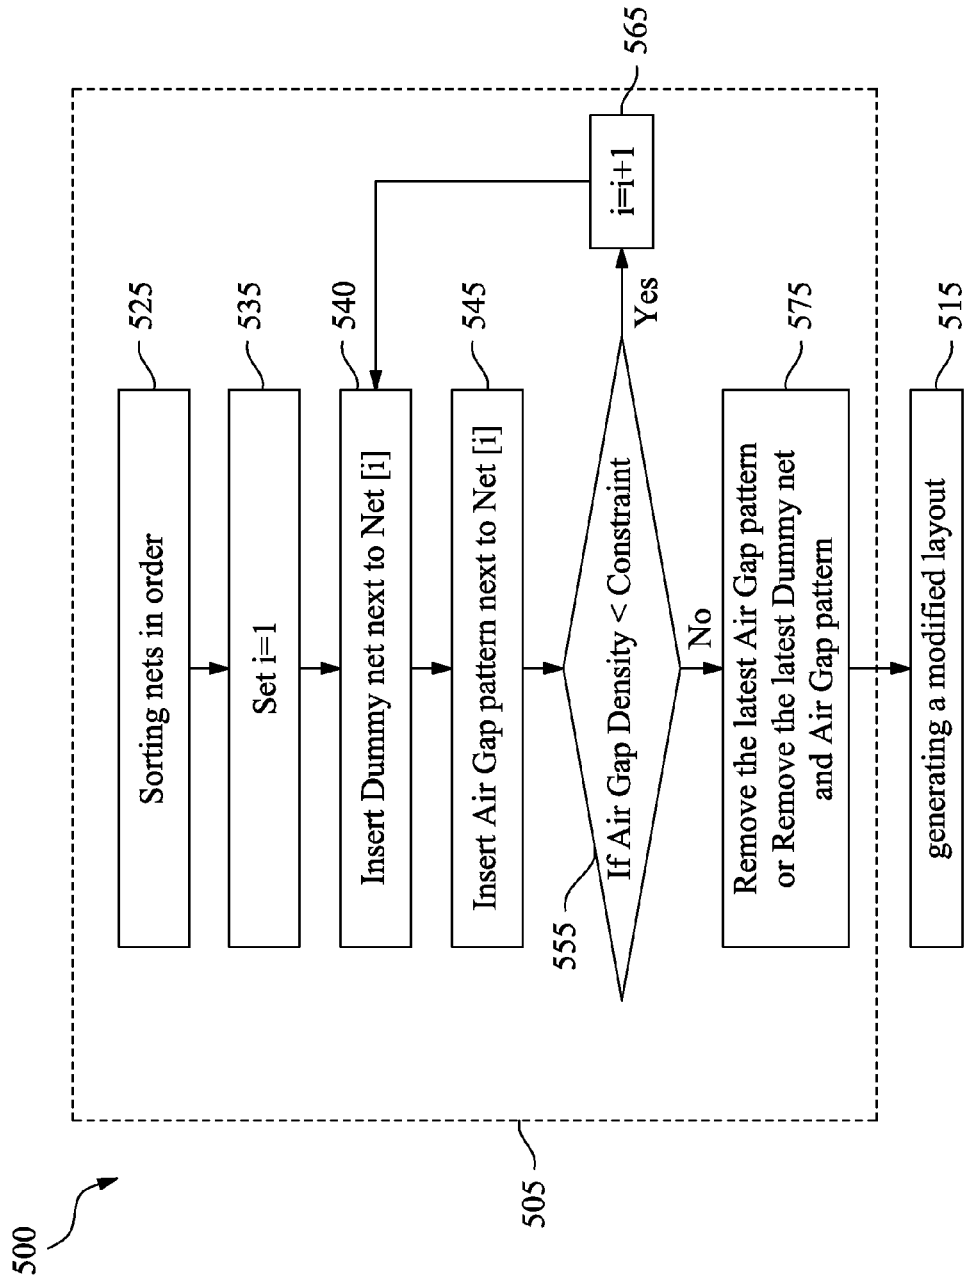 500
505
Sorting nets in order
525
Set i=1
535
Insert Dummy net next to Net [i]
540
Insert Air Gap pattern next to Net [i]
545
If Air Gap Density < Constraint
555
Yes
i=i+1
565
No
Remove the latest Air Gap pattern
or Remove the latest Dummy net
and Air Gap pattern
575
generating a modified layout
515